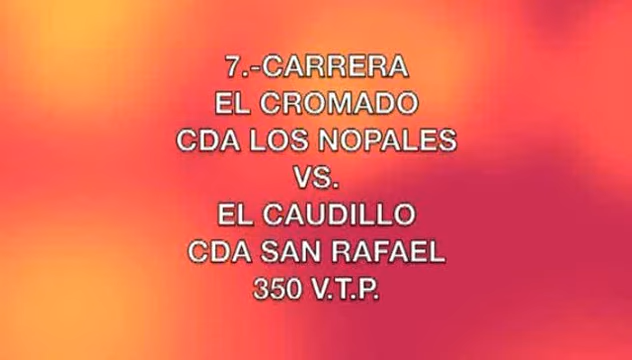 7.-CARRERA
EL CROMADO
CDA LOS NOPALES
VS.
EL CAUDILLO
CDA SAN RAFAEL
350 V.T.P.